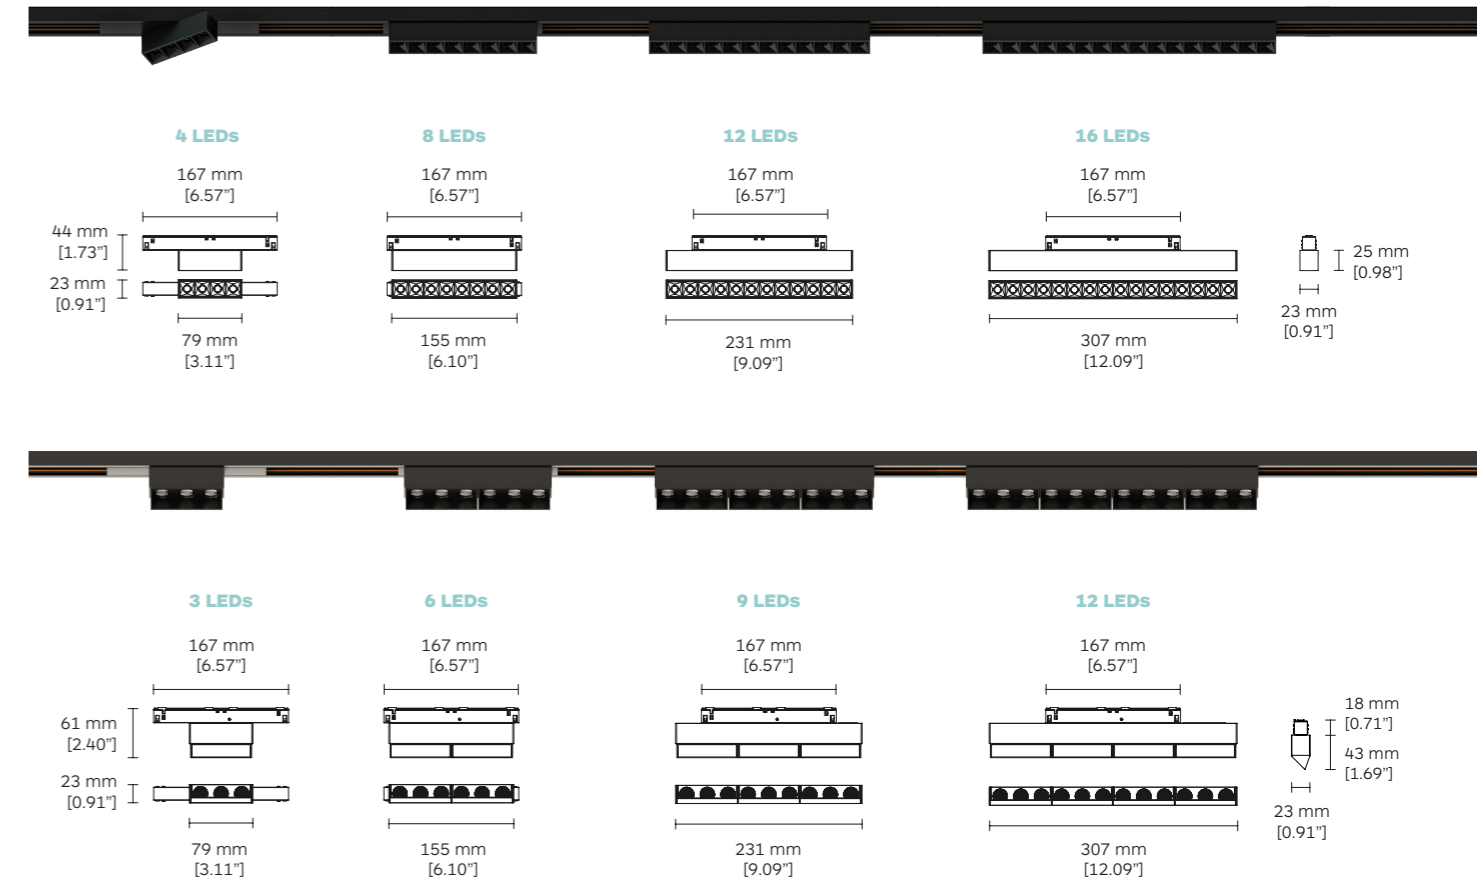 4 LEDs
8 LEDs
12 LEDs
16 LEDs
167 mm
[6.57”]
167 mm
[6.57”]
167 mm
[6.57”]
167 mm
[6.57”]
44 mm
[1.73”]
23 mm
[0.91”]
25 mm
[0.98”]
23 mm
[0.91”]
79 mm
[3.11”]
155 mm
[6.10”]
231 mm
[9.09”]
307 mm
[12.09”]
3 LEDs
6 LEDs
9 LEDs
12 LEDs
167 mm
[6.57”]
167 mm
[6.57”]
167 mm
[6.57”]
167 mm
[6.57”]
61 mm
[2.40”]
23 mm
[0.91”]
18 mm
[0.71”]
43 mm
[1.69”]
23 mm
[0.91”]
79 mm
[3.11”]
155 mm
[6.10”]
231 mm
[9.09”]
307 mm
[12.09”]